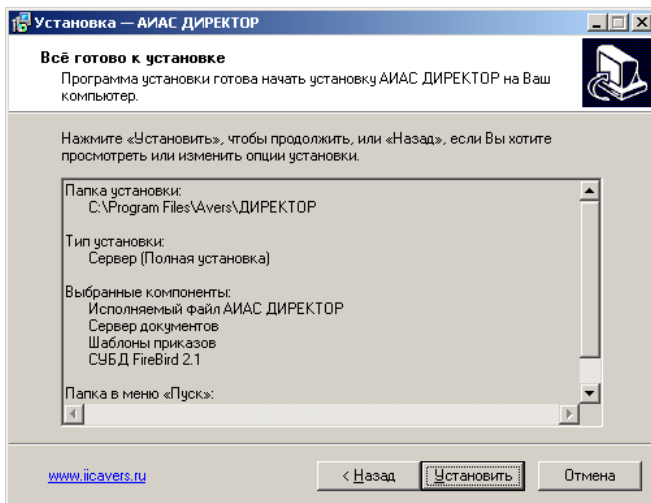 Установка — АИАС ДИРЕКТОР
Всё готово к установке
Программа установки готова начать установку АИАС ДИРЕКТОР на Ваш
компьютер.
Нажмите «Установить», чтобы продолжить, или «Назад», если Вы хотите
просмотреть или изменить опции установки.
Папка установки:
C:\Program Files\Avers\ДИРЕКТОР
Тип установки:
Сервер (Полная установка)
Выбранные компоненты:
Исполняемый файл АИАС ДИРЕКТОР
Сервер документов
Шаблоны приказов
СУБД FireBird 2.1
Папка в меню «Пуск»:
www.iicavers.ru
< Назад
Установить
Отмена